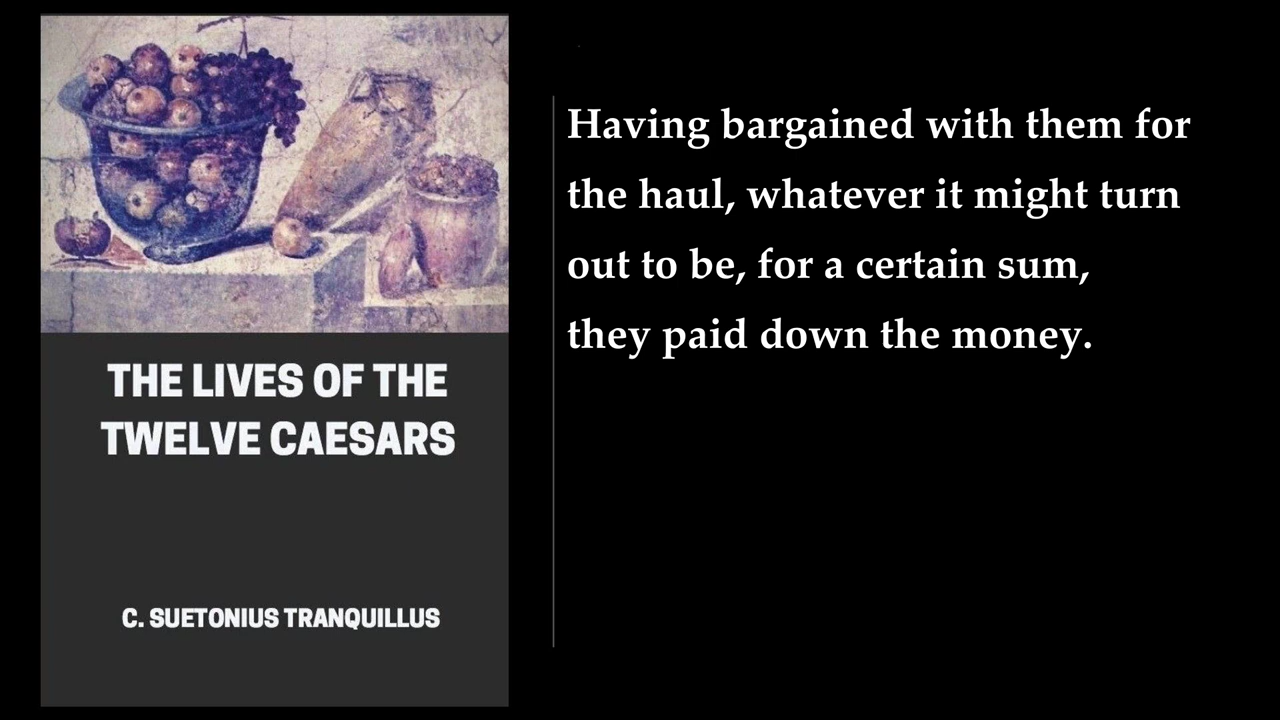 THE LIVES OF THE
TWELVE CAESARS
C. SUETONIUS TRANQUILLUS
Having bargained with them for
the haul, whatever it might turn
out to be, for a certain sum,
they paid down the money.